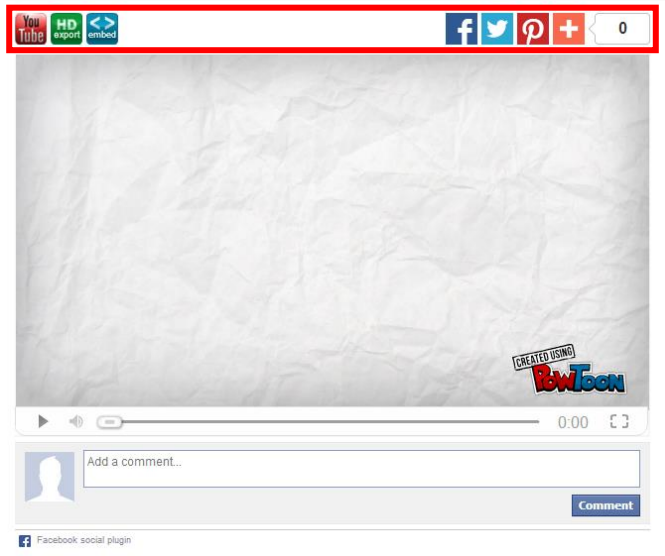 You Tube
HD export
<> embed
f
+
0
CREATED USING
POWTOON
0:00
Add a comment...
Comment
f Facebook social plugin